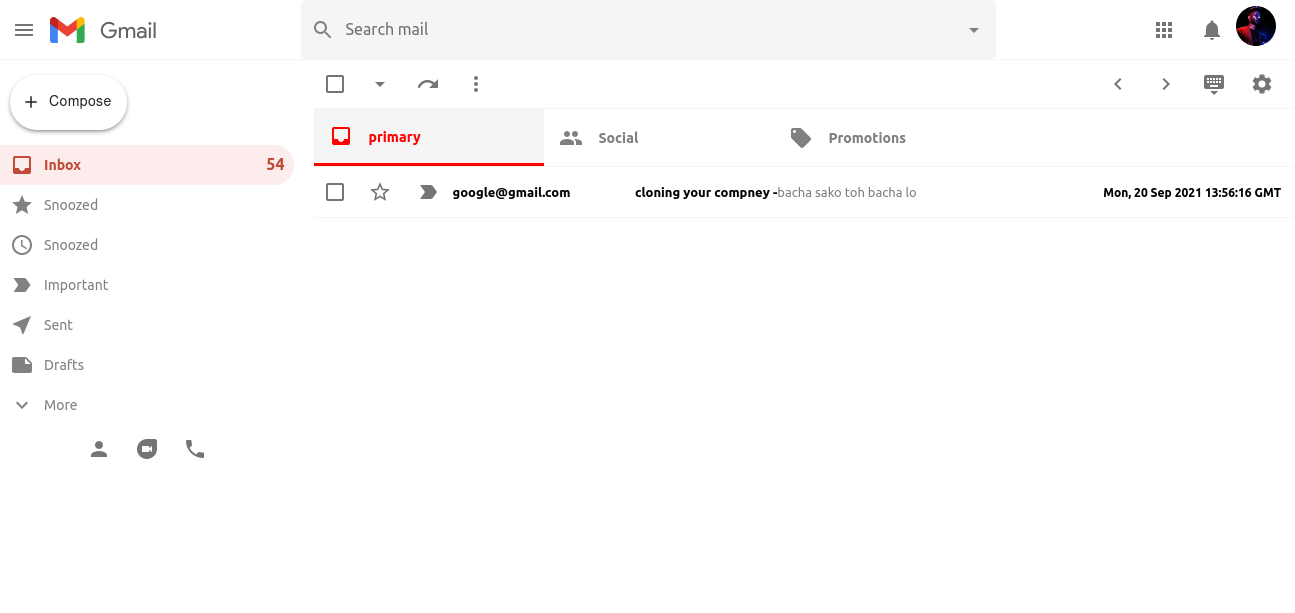 Gmail
Search mail
Compose
primary
Social
Promotions
Inbox 54
google@gmail.com cloning your compney -bacha sako toh bacha lo Mon, 20 Sep 2021 13:56:16 GMT
Snoozed
Snoozed
Important
Sent
Drafts
More